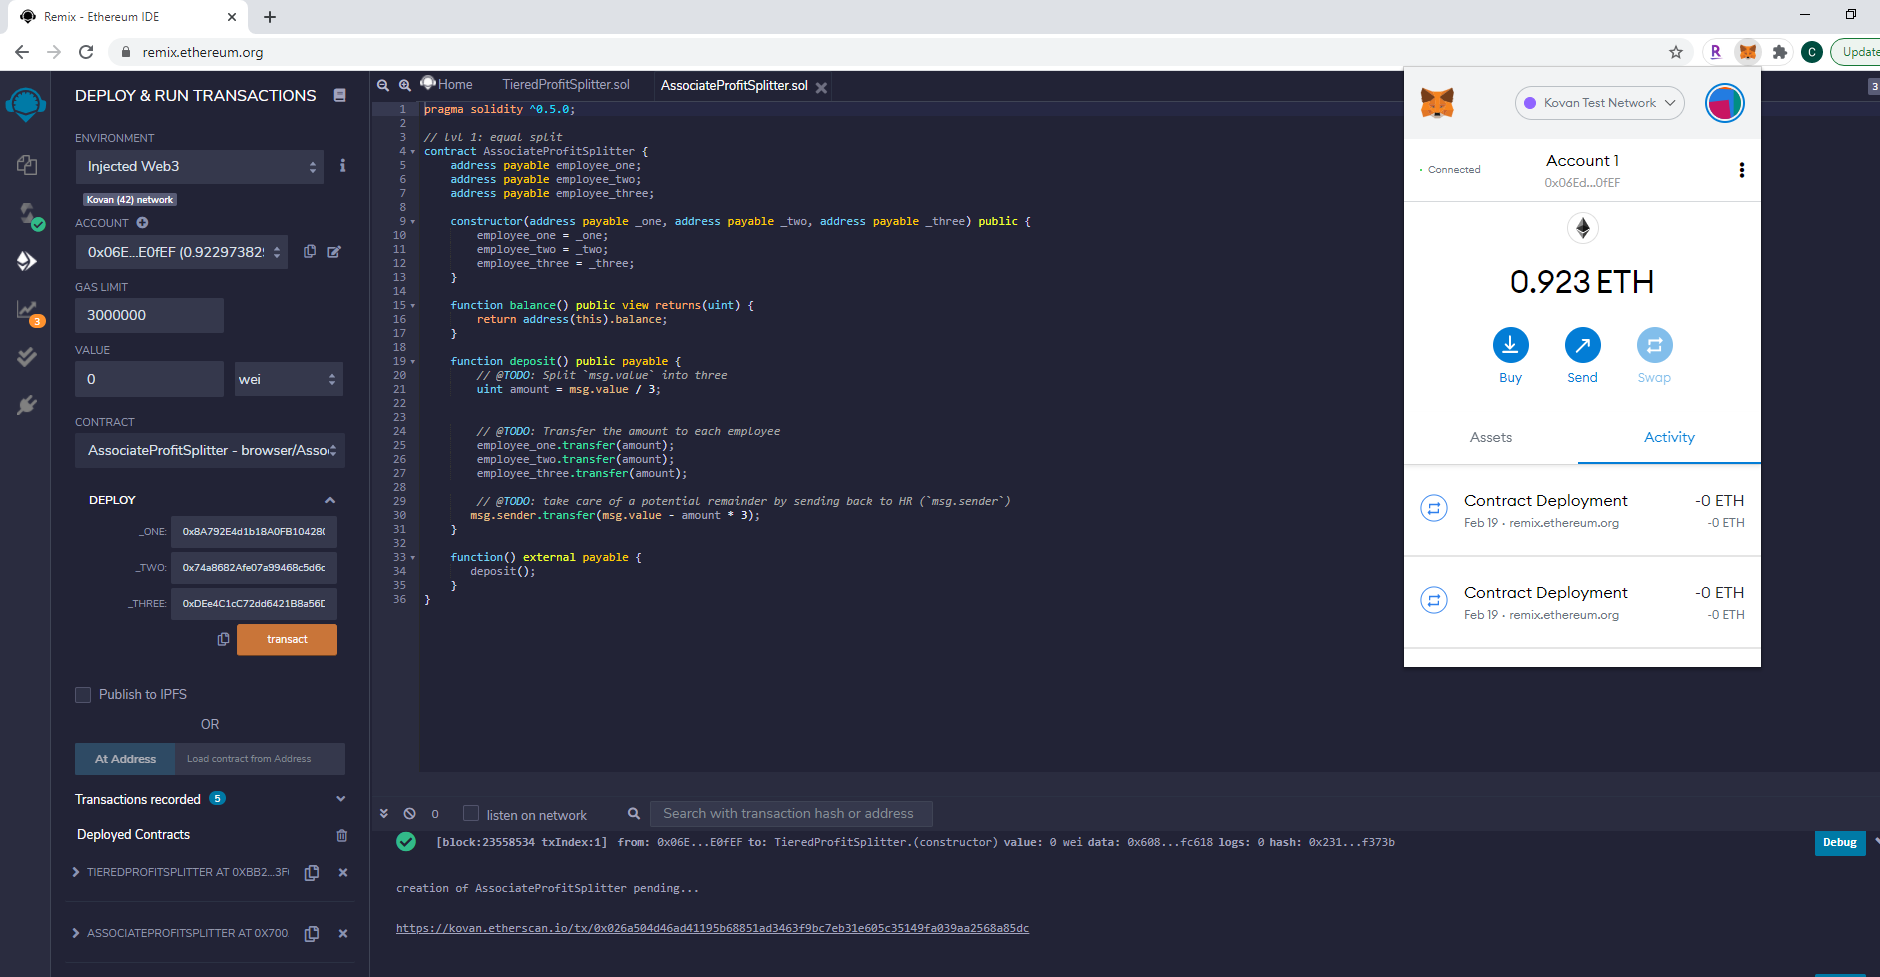 Remix - Ethereum IDE
remix.ethereum.org
R
C
Update
DEPLOY & RUN TRANSACTIONS
ENVIRONMENT
Injected Web3
Kovan (42) network
ACCOUNT
0x06E...E0fEF (0.92297382
GAS LIMIT
3000000
VALUE
0
wei
CONTRACT
AssociateProfitSplitter - browser/Asso
DEPLOY
_ONE: 0x8A792E4d1b18A0FB10428
_TWO: 0x74a8682Afe07a99468c5d6c
_THREE: 0xDEe4C1cC72dd6421B8a56D
transact
Publish to IPFS
OR
At Address
Load contract from Address
Transactions recorded 5
Deployed Contracts
TIEREDPROFITSPLITTER AT 0XBB2...3F
ASSOCIATEPROFITSPLITTER AT 0X700
3
Home
TieredProfitSplitter.sol
AssociateProfitSplitter.sol
1 pragma solidity ^0.5.0;
2
3 // lvl 1: equal split
4 contract AssociateProfitSplitter {
5 address payable employee_one;
6 address payable employee_two;
7 address payable employee_three;
8
9 constructor(address payable _one, address payable _two, address payable _three) public {
10 employee_one = _one;
11 employee_two = _two;
12 employee_three = _three;
13 }
14
15 function balance() public view returns(uint) {
16 return address(this).balance;
17 }
18
19 function deposit() public payable {
20 // @TODO: Split `msg.value` into three
21 uint amount = msg.value / 3;
22
23
24 // @TODO: Transfer the amount to each employee
25 employee_one.transfer(amount);
26 employee_two.transfer(amount);
27 employee_three.transfer(amount);
28
29 // @TODO: take care of a potential remainder by sending back to HR (`msg.sender`)
30 msg.sender.transfer(msg.value - amount * 3);
31 }
32
33 function() external payable {
34 deposit();
35 }
36 }
0
listen on network
Search with transaction hash or address
[block:23558534 txIndex:1] from: 0x06E...E0fEF to: TieredProfitSplitter.(constructor) value: 0 wei data: 0x608...fc618 logs: 0 hash: 0x231...f373b
Debug
creation of AssociateProfitSplitter pending...
https://kovan.etherscan.io/tx/0x026a504d46ad41195b68851ad3463f9bc7eb31e605c35149fa039aa2568a85dc
Kovan Test Network
Connected
Account 1
0x06Ed...0fEF
0.923 ETH
Buy
Send
Swap
Assets
Activity
Contract Deployment -0 ETH
Feb 19 · remix.ethereum.org -0 ETH
Contract Deployment -0 ETH
Feb 19 · remix.ethereum.org -0 ETH
3